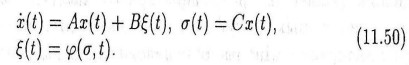 ẋ(t) = Ax(t) + Bξ(t), σ(t) = Cx(t),
ξ(t) = φ(σ,t).
(11.50)